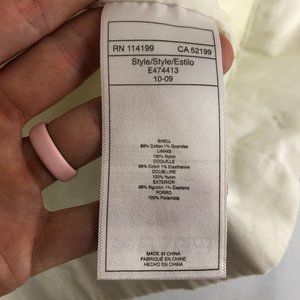 RN 114199 CA 52199
Style/Style/Estilo
E474413
10-09
SHELL
99% Cotton 1% Spandex
LINING
100% Nylon
COQUILLE
99% Coton 1% Élasthanne
DOUBLURE
100% Nylon
EXTERIOR
99% Algodon 1% Elastano
FORRO
100% Poliamida
MADE IN CHINA
FABRIQUÉ EN CHINE
HECHO EN CHINA